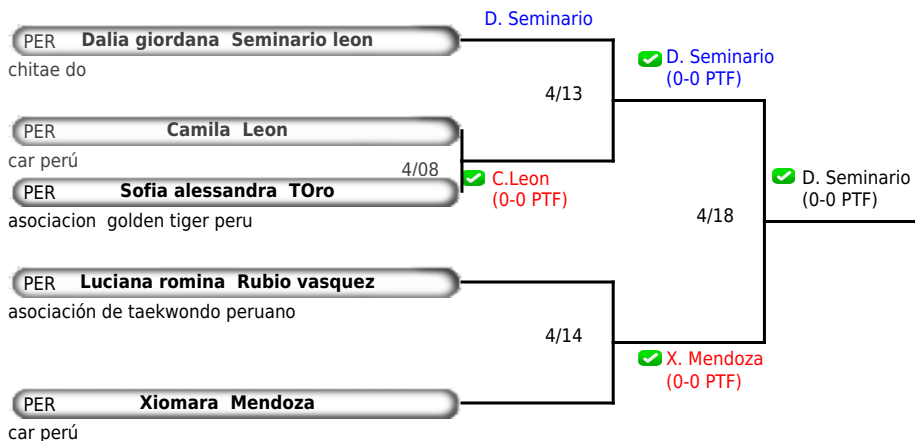 D. Seminario
PER Dalia giordana Seminario leon
chitae do
D. Seminario
(0-0 PTF)
4/13
PER Camila Leon
car perú
4/08
C.Leon
(0-0 PTF)
PER Sofia alessandra TOro
asociacion golden tiger peru
D. Seminario
(0-0 PTF)
4/18
PER Luciana romina Rubio vasquez
asociación de taekwondo peruano
4/14
X. Mendoza
(0-0 PTF)
PER Xiomara Mendoza
car perú